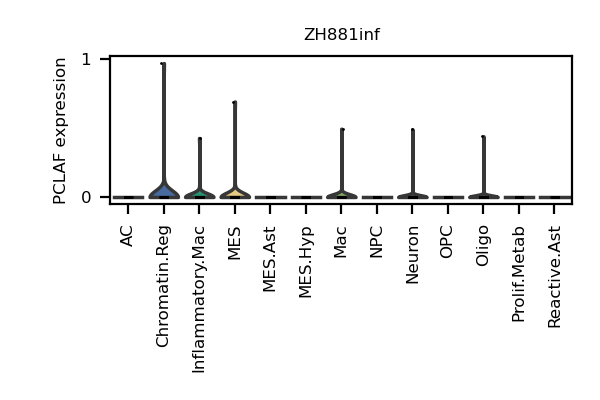 ZH881inf
PCLAF expression
1
0
AC
Chromatin.Reg
Inflammatory.Mac
MES
MES.Ast
MES.Hyp
Mac
NPC
Neuron
OPC
Oligo
Prolif.Metab
Reactive.Ast